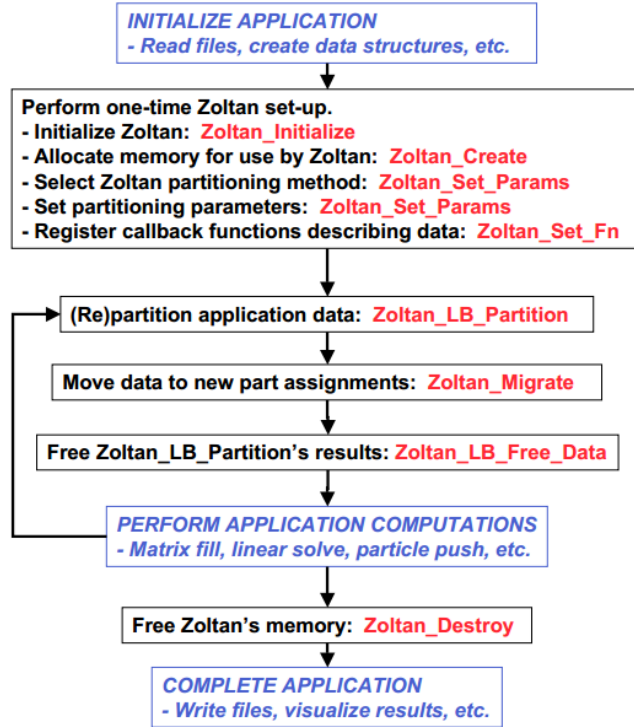 INITIALIZE APPLICATION
- Read files, create data structures, etc.
Perform one-time Zoltan set-up.
- Initialize Zoltan: Zoltan_Initialize
- Allocate memory for use by Zoltan: Zoltan_Create
- Select Zoltan partitioning method: Zoltan_Set_Params
- Set partitioning parameters: Zoltan_Set_Params
- Register callback functions describing data: Zoltan_Set_Fn
(Re)partition application data: Zoltan_LB_Partition
Move data to new part assignments: Zoltan_Migrate
Free Zoltan_LB_Partition's results: Zoltan_LB_Free_Data
PERFORM APPLICATION COMPUTATIONS
- Matrix fill, linear solve, particle push, etc.
Free Zoltan's memory: Zoltan_Destroy
COMPLETE APPLICATION
- Write files, visualize results, etc.